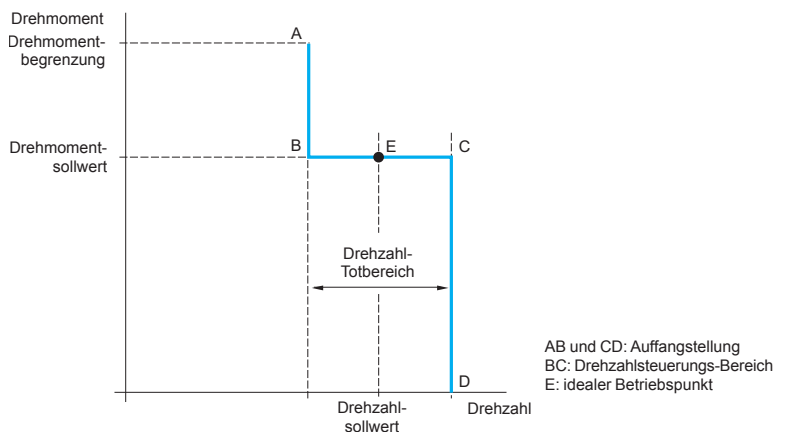 Drehmoment
Drehmoment-
begrenzung
A
Drehmoment-
sollwert
B
E
C
Drehzahl-
Totbereich
AB und CD: Auffangstellung
BC: Drehzahlsteuerungs-Bereich
E: idealer Betriebspunkt
D
Drehzahl-
sollwert
Drehzahl